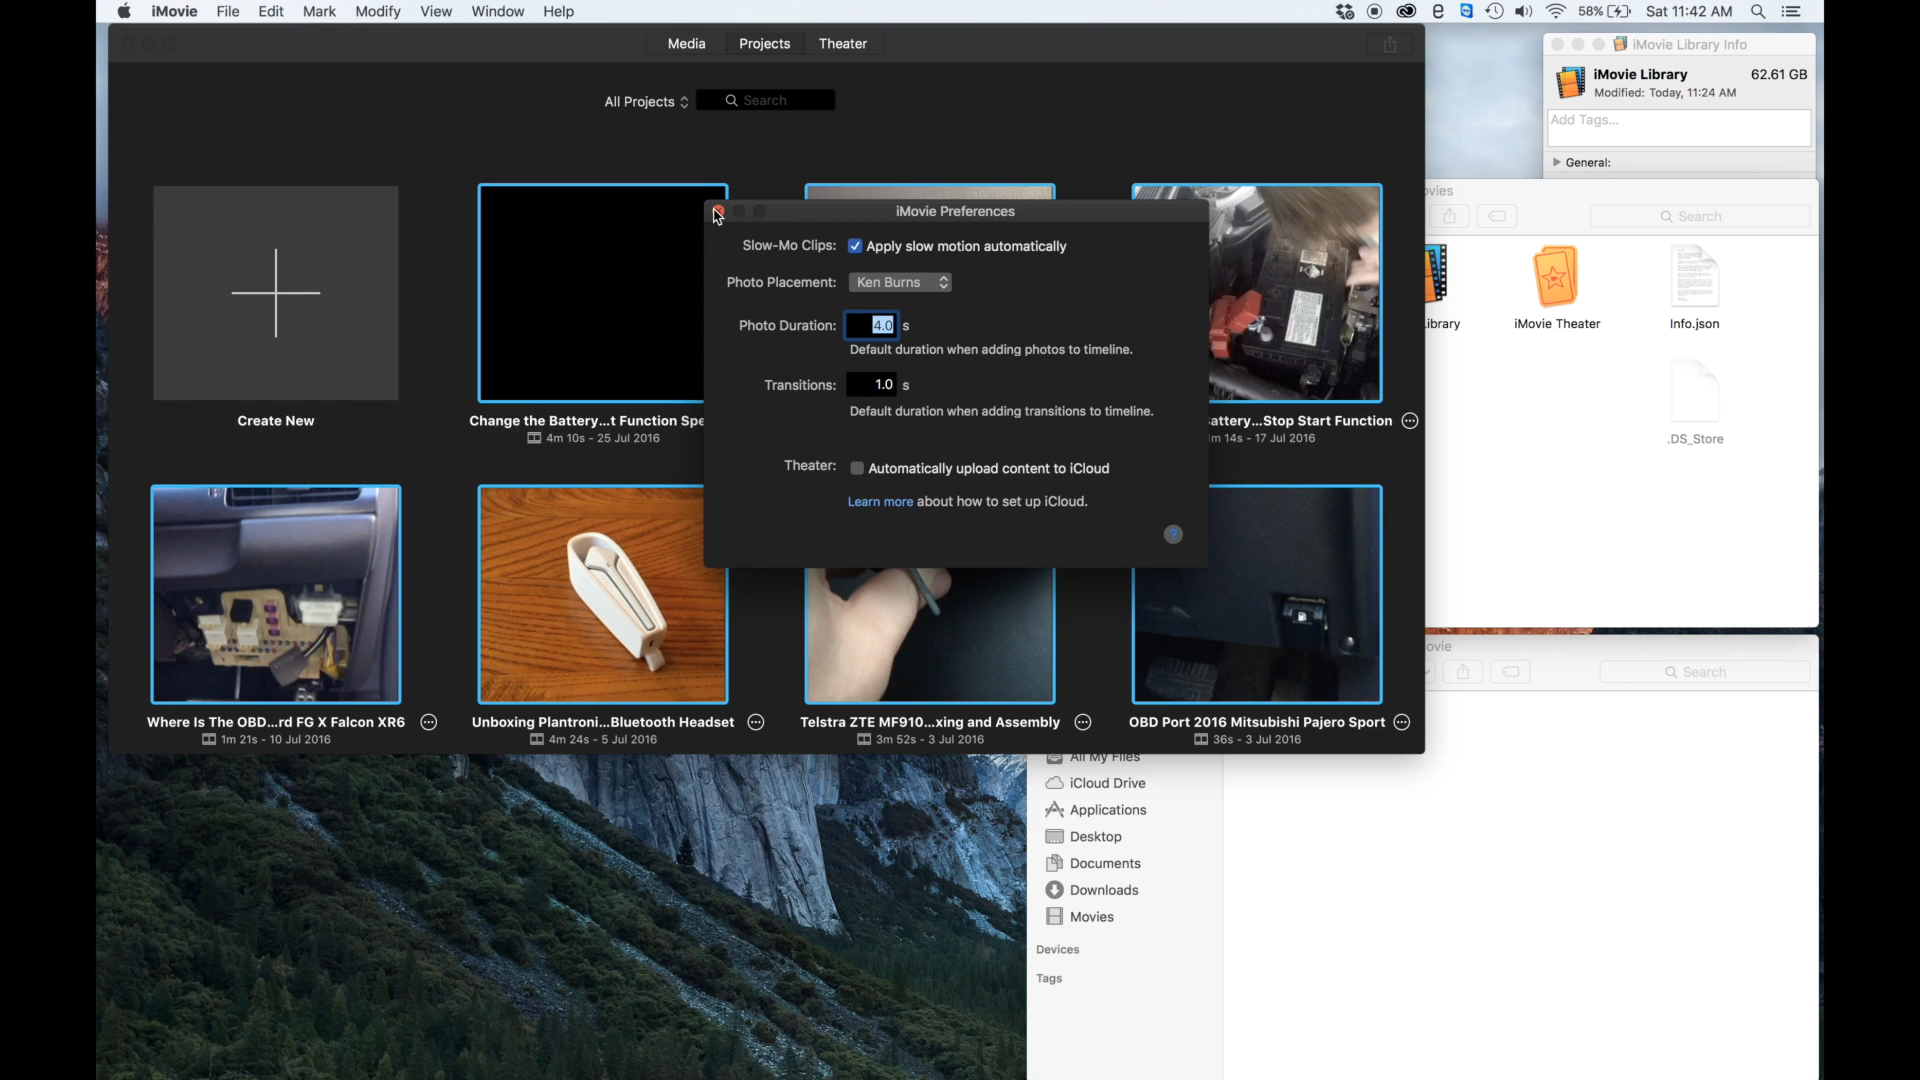 iMovie File Edit Mark Modify View Window Help 58% Sat 11:42 AM
Media Projects Theater
iMovie Library Info
iMovie Library 62.61 GB
Modified: Today, 11:24 AM
Add Tags...
General:
All Projects Search
iMovie Preferences
Slow-Mo Clips: Apply slow motion automatically
Photo Placement: Ken Burns
Photo Duration: 4.0 s
Default duration when adding photos to timeline.
Transitions: 1.0 s
Default duration when adding transitions to timeline.
Theater: Automatically upload content to iCloud
Learn more about how to set up iCloud.
?
Create New
Change the Battery...t Function Spe
4m 10s - 25 Jul 2016
attery...Stop Start Function
m 14s - 17 Jul 2016
Where Is The OBD...rd FG X Falcon XR6
1m 21s - 10 Jul 2016
Unboxing Plantroni...Bluetooth Headset
4m 24s - 5 Jul 2016
Telstra ZTE MF910...xing and Assembly
3m 52s - 3 Jul 2016
OBD Port 2016 Mitsubishi Pajero Sport
36s - 3 Jul 2016
vies
Search
ibrary
iMovie Theater
Info.json
.DS_Store
ovie
Search
All My Files
iCloud Drive
Applications
Desktop
Documents
Downloads
Movies
Devices
Tags